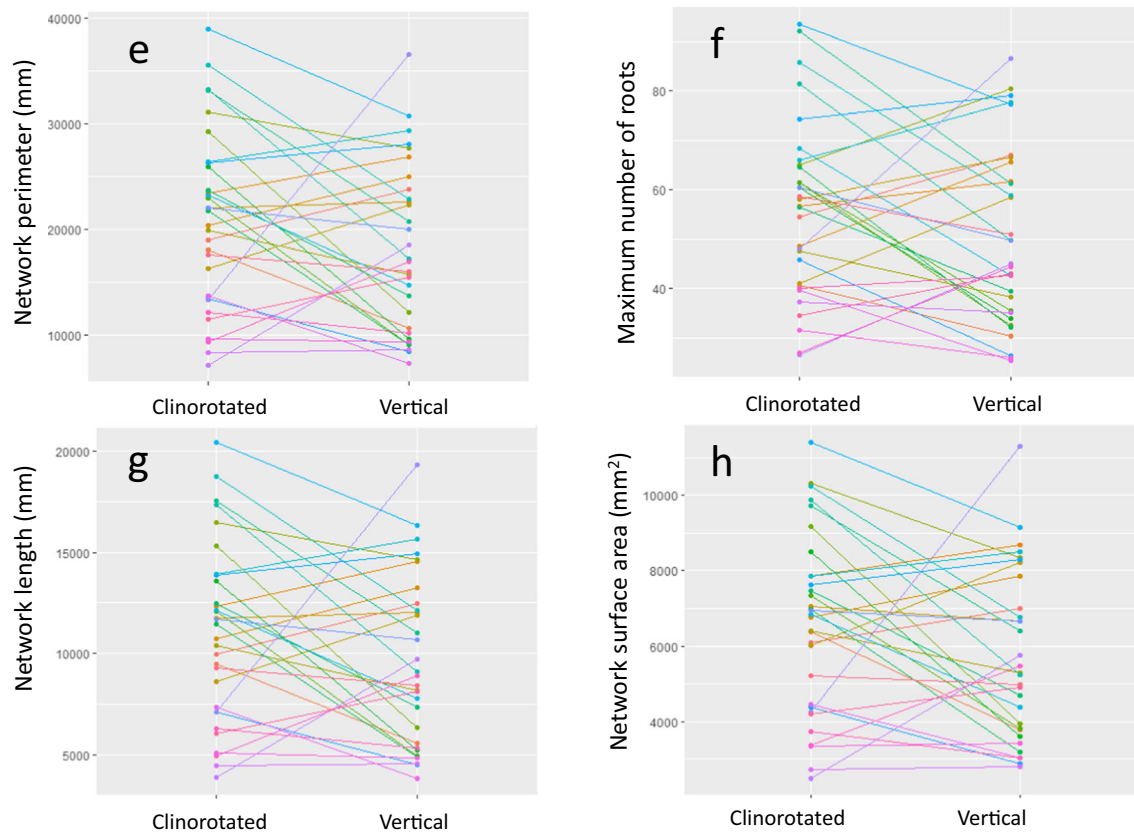 e
Network perimeter (mm)
40000
30000
20000
10000
Clinorotated
Vertical
f
Maximum number of roots
80
60
40
Clinorotated
Vertical
g
Network length (mm)
20000
15000
10000
5000
Clinorotated
Vertical
h
Network surface area (mm²)
10000
8000
6000
4000
Clinorotated
Vertical